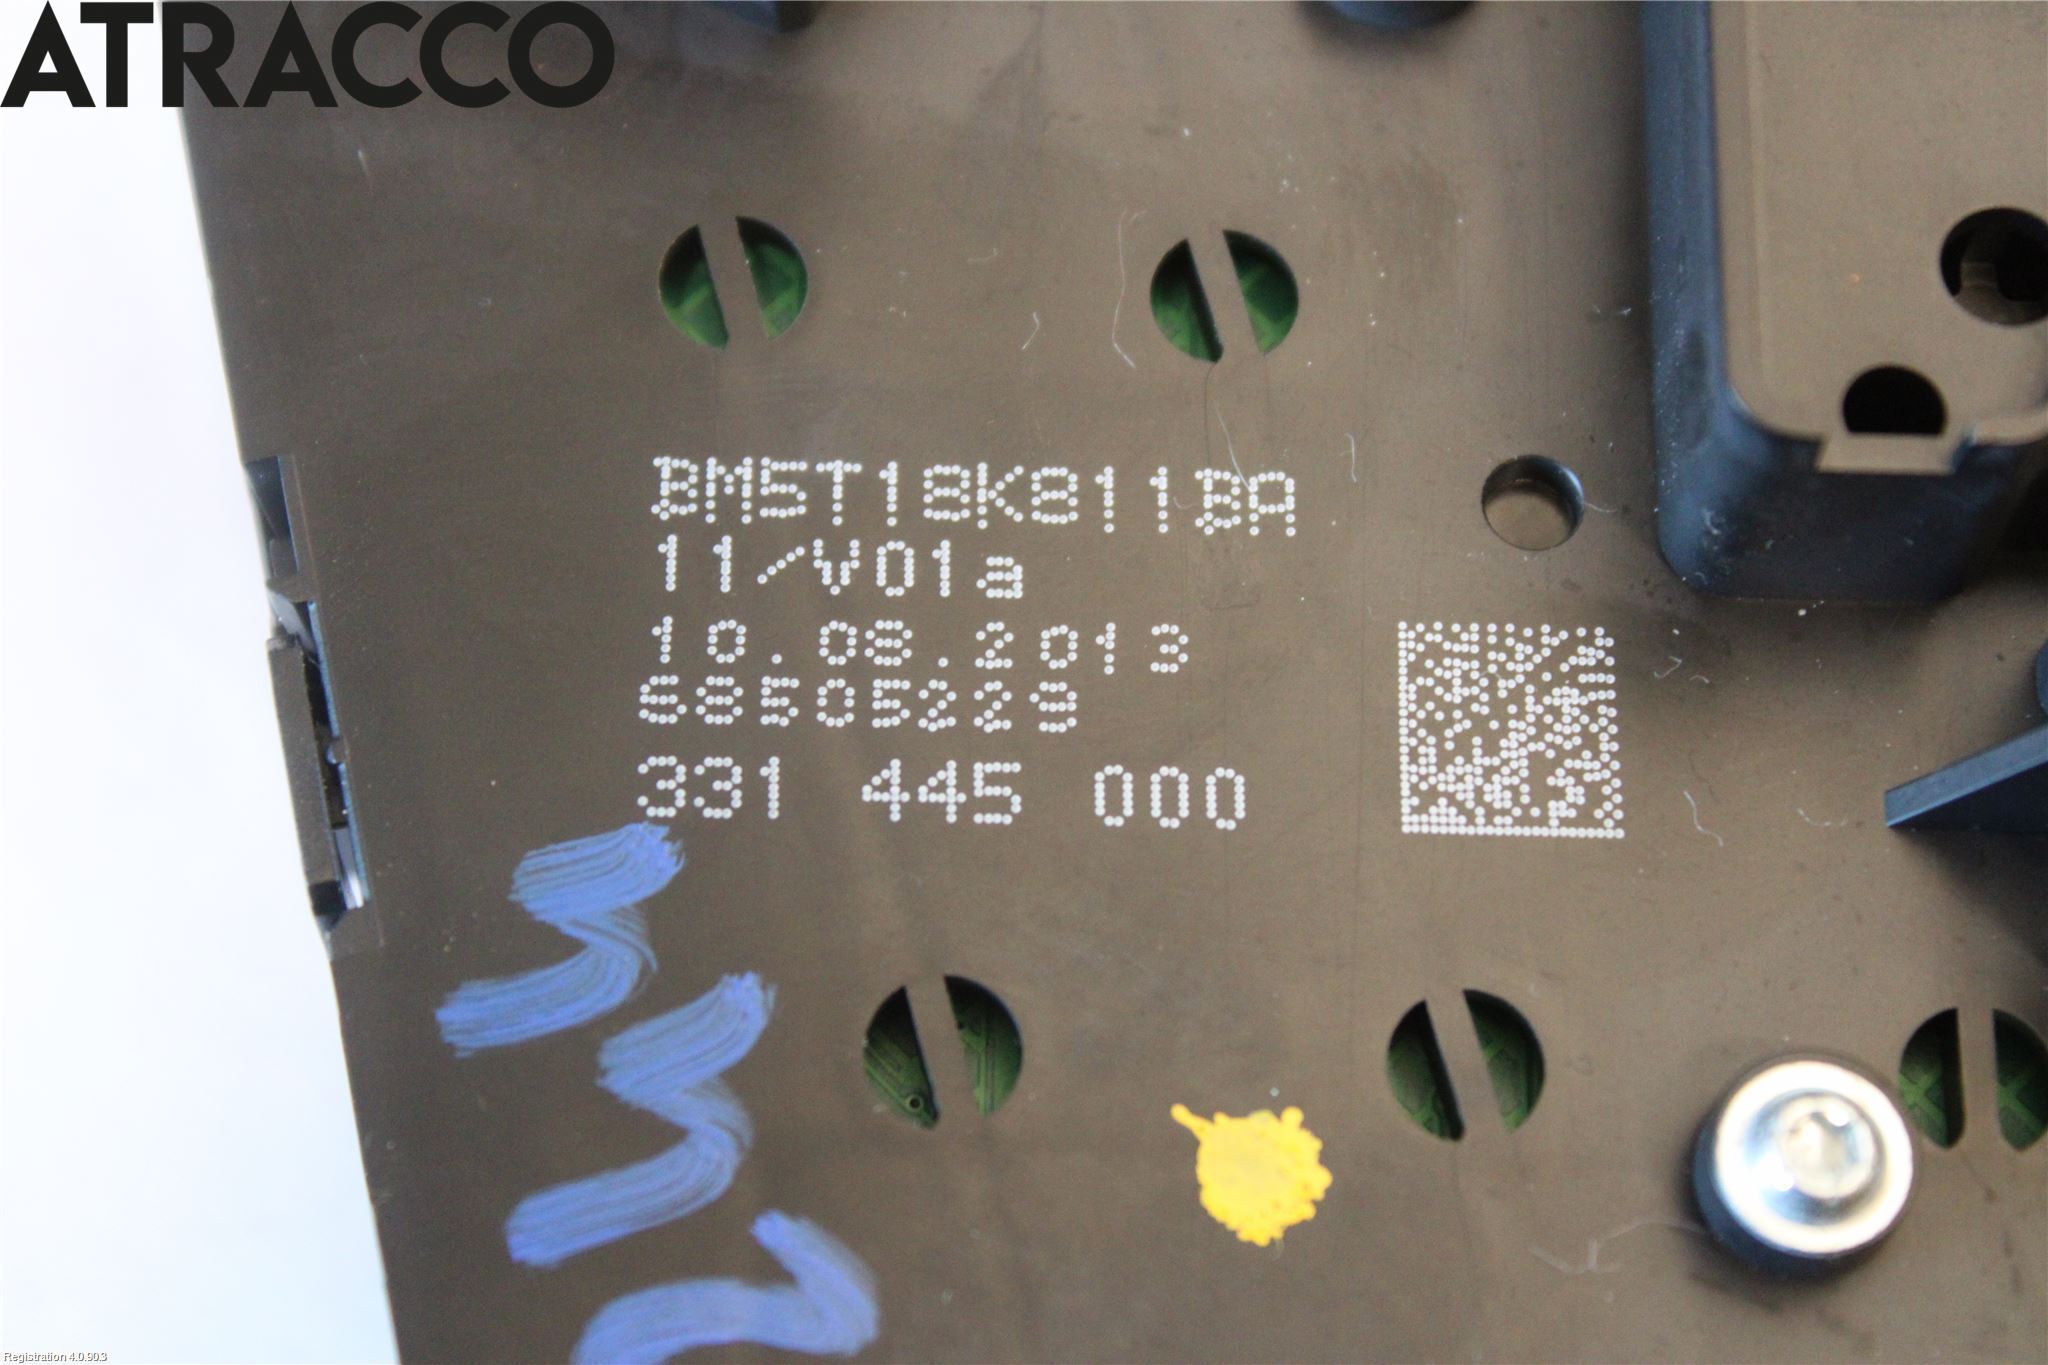 ATRACCO
BM5T18K811BA
11/V01a
10.08.2013
68505229
331 445 000
Registration 4.0.90.3